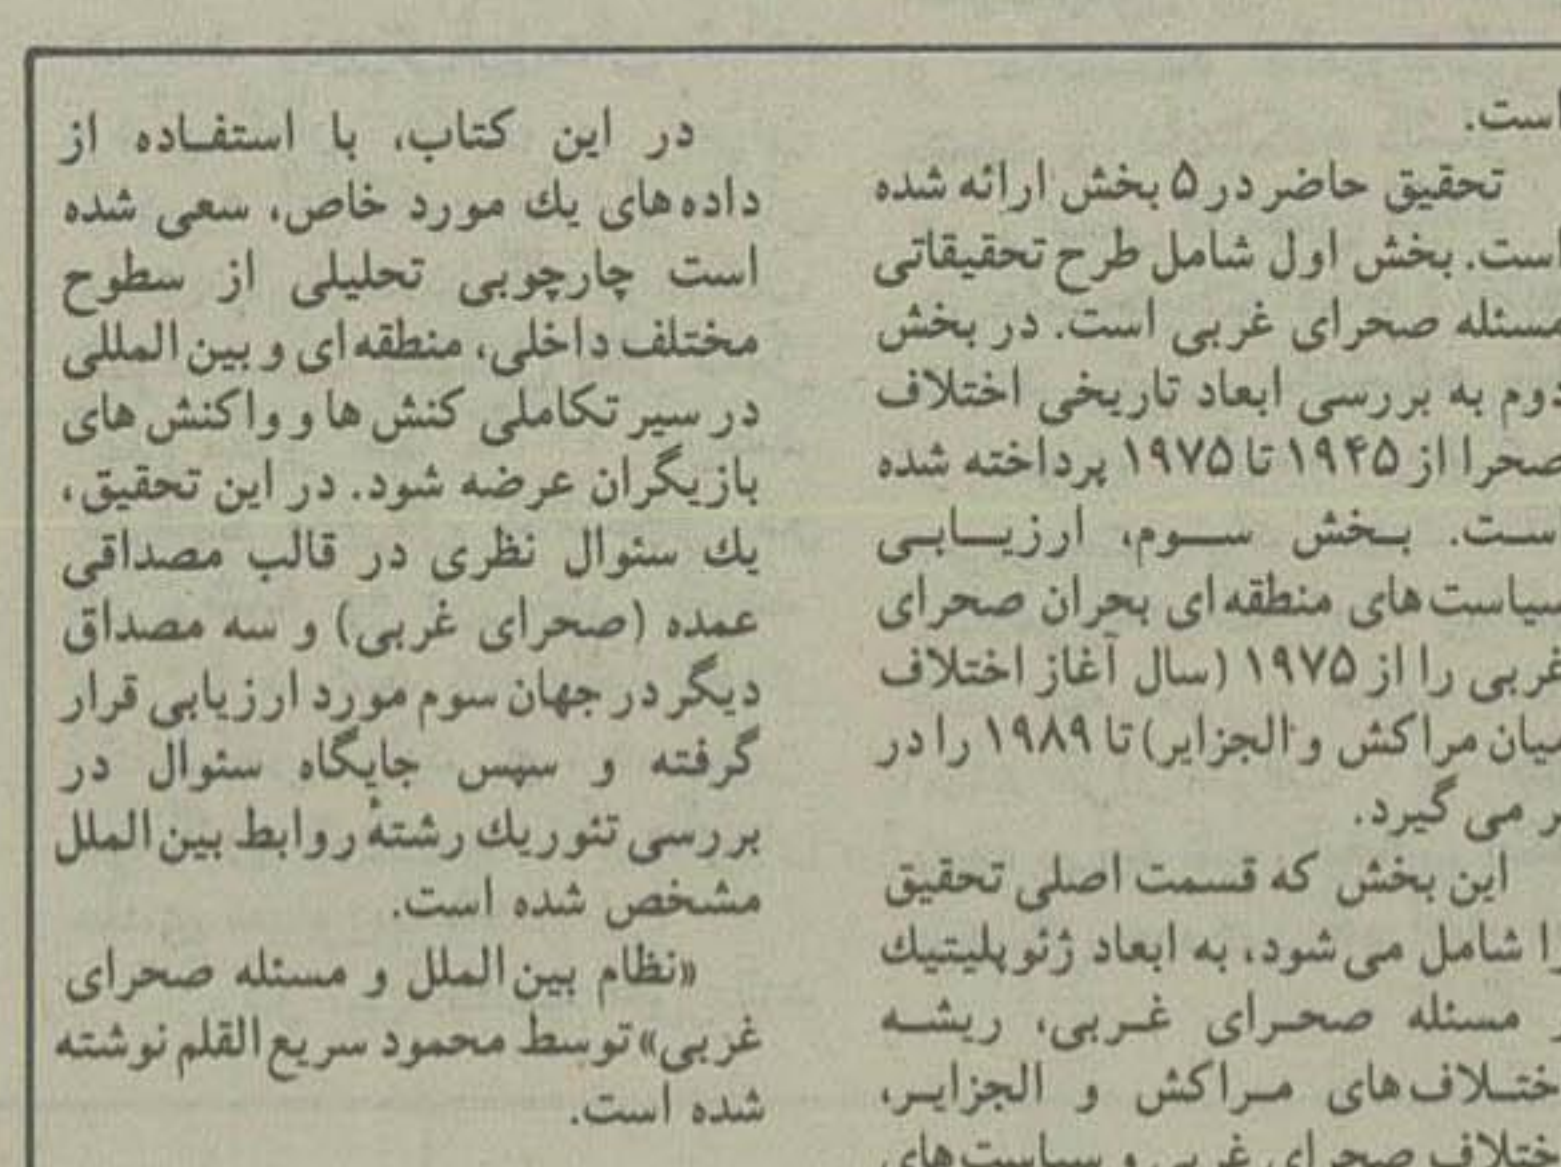 است.
تحقیق حاضر در ۵ بخش ارائه شده
است. بخش اول شامل طرح تحقیقاتی
مسئله صحرای غربی است. در بخش
دوم به بررسی ابعاد تاریخی اختلاف
صحرا از ۱۹۴۵ تا ۱۹۷۵ پرداخته شده
است. بخش سوم، ارزیابی
سیاست‌های منطقه‌ای بحران صحرای
غربی را از ۱۹۷۵ (سال آغاز اختلاف
میان مراکش و الجزایر) تا ۱۹۸۹ را در
بر می‌گیرد.
این بخش که قسمت اصلی تحقیق
را شامل می‌شود، به ابعاد ژئوپلیتیك
مسئله صحرای غربی، ریشه
اختلاف‌های مراکش و الجزایر،
اختلاف صحرای غربی و سیاست‌های
در این کتاب، با استفاده از
داده‌های یك مورد خاص، سعی شده
است چارچوبی تحلیلی از سطوح
مختلف داخلی، منطقه‌ای و بین‌المللی
در سیر تکاملی کنش‌ها و واکنش‌های
بازیگران عرضه شود. در این تحقیق،
یك سئوال نظری در قالب مصداقی
عمده (صحرای غربی) و سه مصداق
دیگر در جهان سوم مورد ارزیابی قرار
گرفته و سپس جایگاه سئوال در
بررسی تئوریك رشتهٔ روابط بین‌الملل
مشخص شده است.
«نظام بین‌الملل و مسئله صحرای
غربی» توسط محمود سریع‌القلم نوشته
شده است.